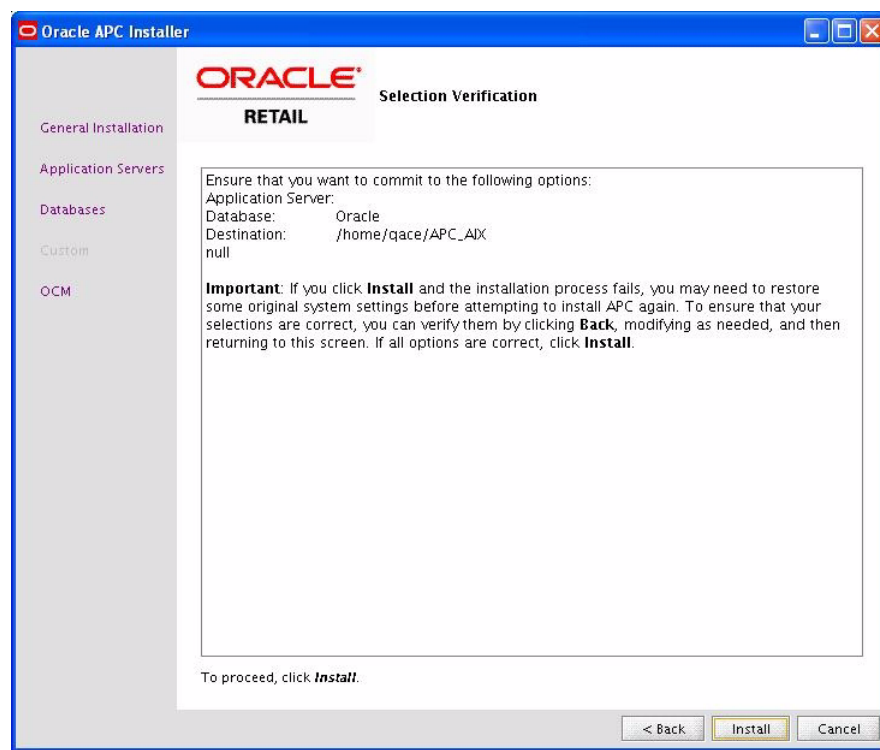 Oracle APC Installer
ORACLE
RETAIL
Selection Verification
General Installation
Application Servers
Databases
Custom
OCM
Ensure that you want to commit to the following options:
Application Server:
Database: Oracle
Destination: /home/qace/APC_AIX
null
Important: If you click Install and the installation process fails, you may need to restore
some original system settings before attempting to install APC again. To ensure that your
selections are correct, you can verify them by clicking Back, modifying as needed, and then
returning to this screen. If all options are correct, click Install.
To proceed, click Install.
< Back Install Cancel